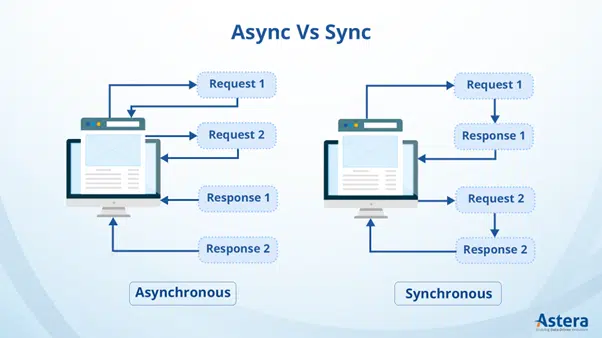 Async Vs Sync
Request 1
Request 2
Response 1
Response 2
Asynchronous
Request 1
Response 1
Request 2
Response 2
Synchronous
Astera